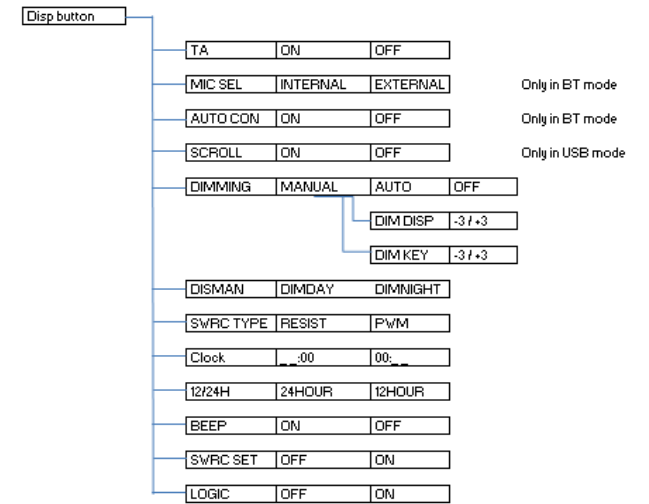 Disp button
TA ON OFF
MIC SEL INTERNAL EXTERNAL Only in BT mode
AUTO CON ON OFF Only in BT mode
SCROLL ON OFF Only in USB mode
DIMMING MANUAL AUTO OFF
DIM DISP -3 / +3
DIM KEY -3 / +3
DISMAN DIMDAY DIMNIGHT
SWRC TYPE RESIST PWM
Clock _ _:00 00:_ _
12/24H 24HOUR 12HOUR
BEEP ON OFF
SWRC SET OFF ON
LOGIC OFF ON